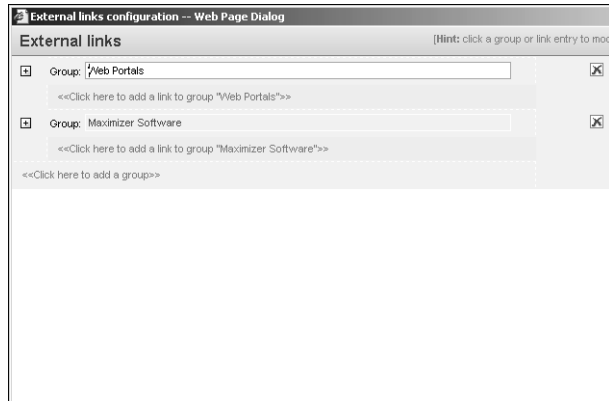 External links configuration -- Web Page Dialog
External links
[Hint: click a group or link entry to mod
Group: Web Portals
<<Click here to add a link to group "Web Portals">>
Group: Maximizer Software
<<Click here to add a link to group "Maximizer Software">>
<<Click here to add a group>>